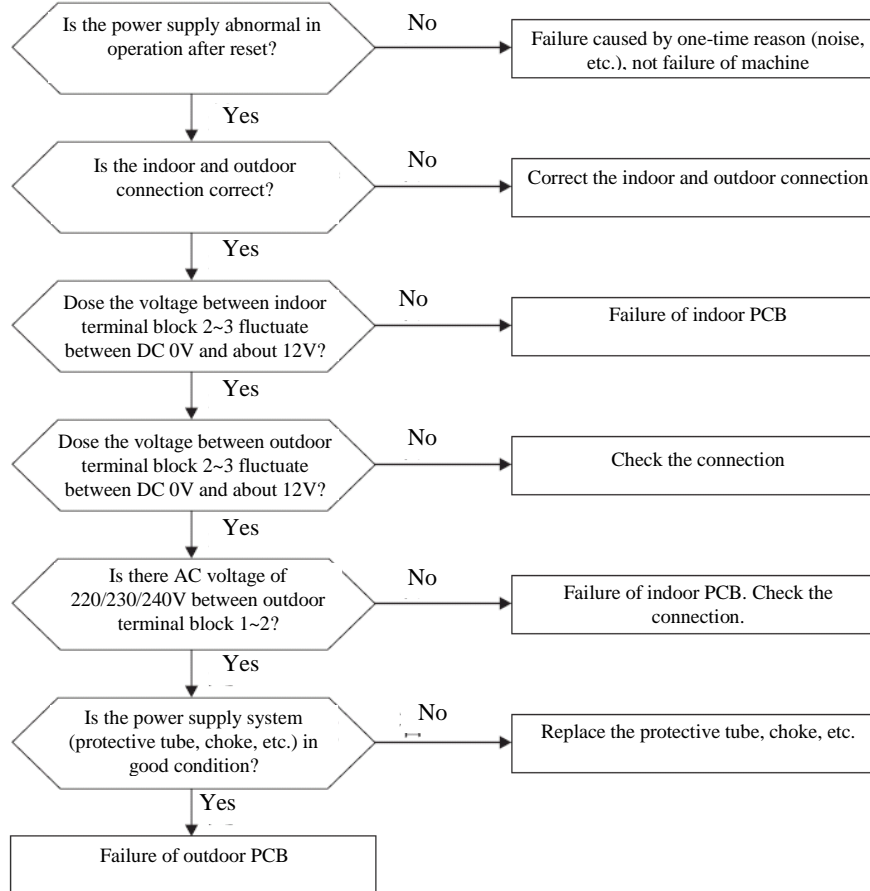 Is the power supply abnormal in
operation after reset?
No
Failure caused by one-time reason (noise,
etc.), not failure of machine
Yes
Is the indoor and outdoor
connection correct?
No
Correct the indoor and outdoor connection
Yes
Dose the voltage between indoor
terminal block 2~3 fluctuate
between DC 0V and about 12V?
No
Failure of indoor PCB
Yes
Dose the voltage between outdoor
terminal block 2~3 fluctuate
between DC 0V and about 12V?
No
Check the connection
Yes
Is there AC voltage of
220/230/240V between outdoor
terminal block 1~2?
No
Failure of indoor PCB. Check the
connection.
Yes
Is the power supply system
(protective tube, choke, etc.) in
good condition?
No
Replace the protective tube, choke, etc.
Yes
Failure of outdoor PCB